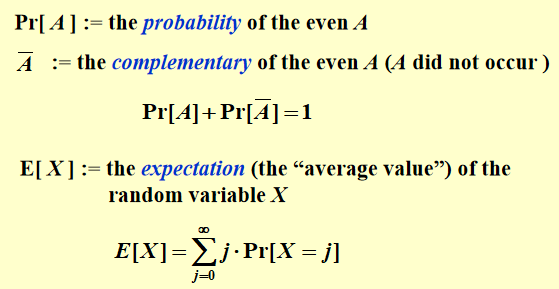 Pr[ A ] := the probability of the even A
A̅ := the complementary of the even A (A did not occur )
Pr[A]+Pr[A̅]=1
E[ X ] := the expectation (the “average value”) of the
random variable X
E[X]=∑_{j=0}^{∞} j·Pr[X = j]